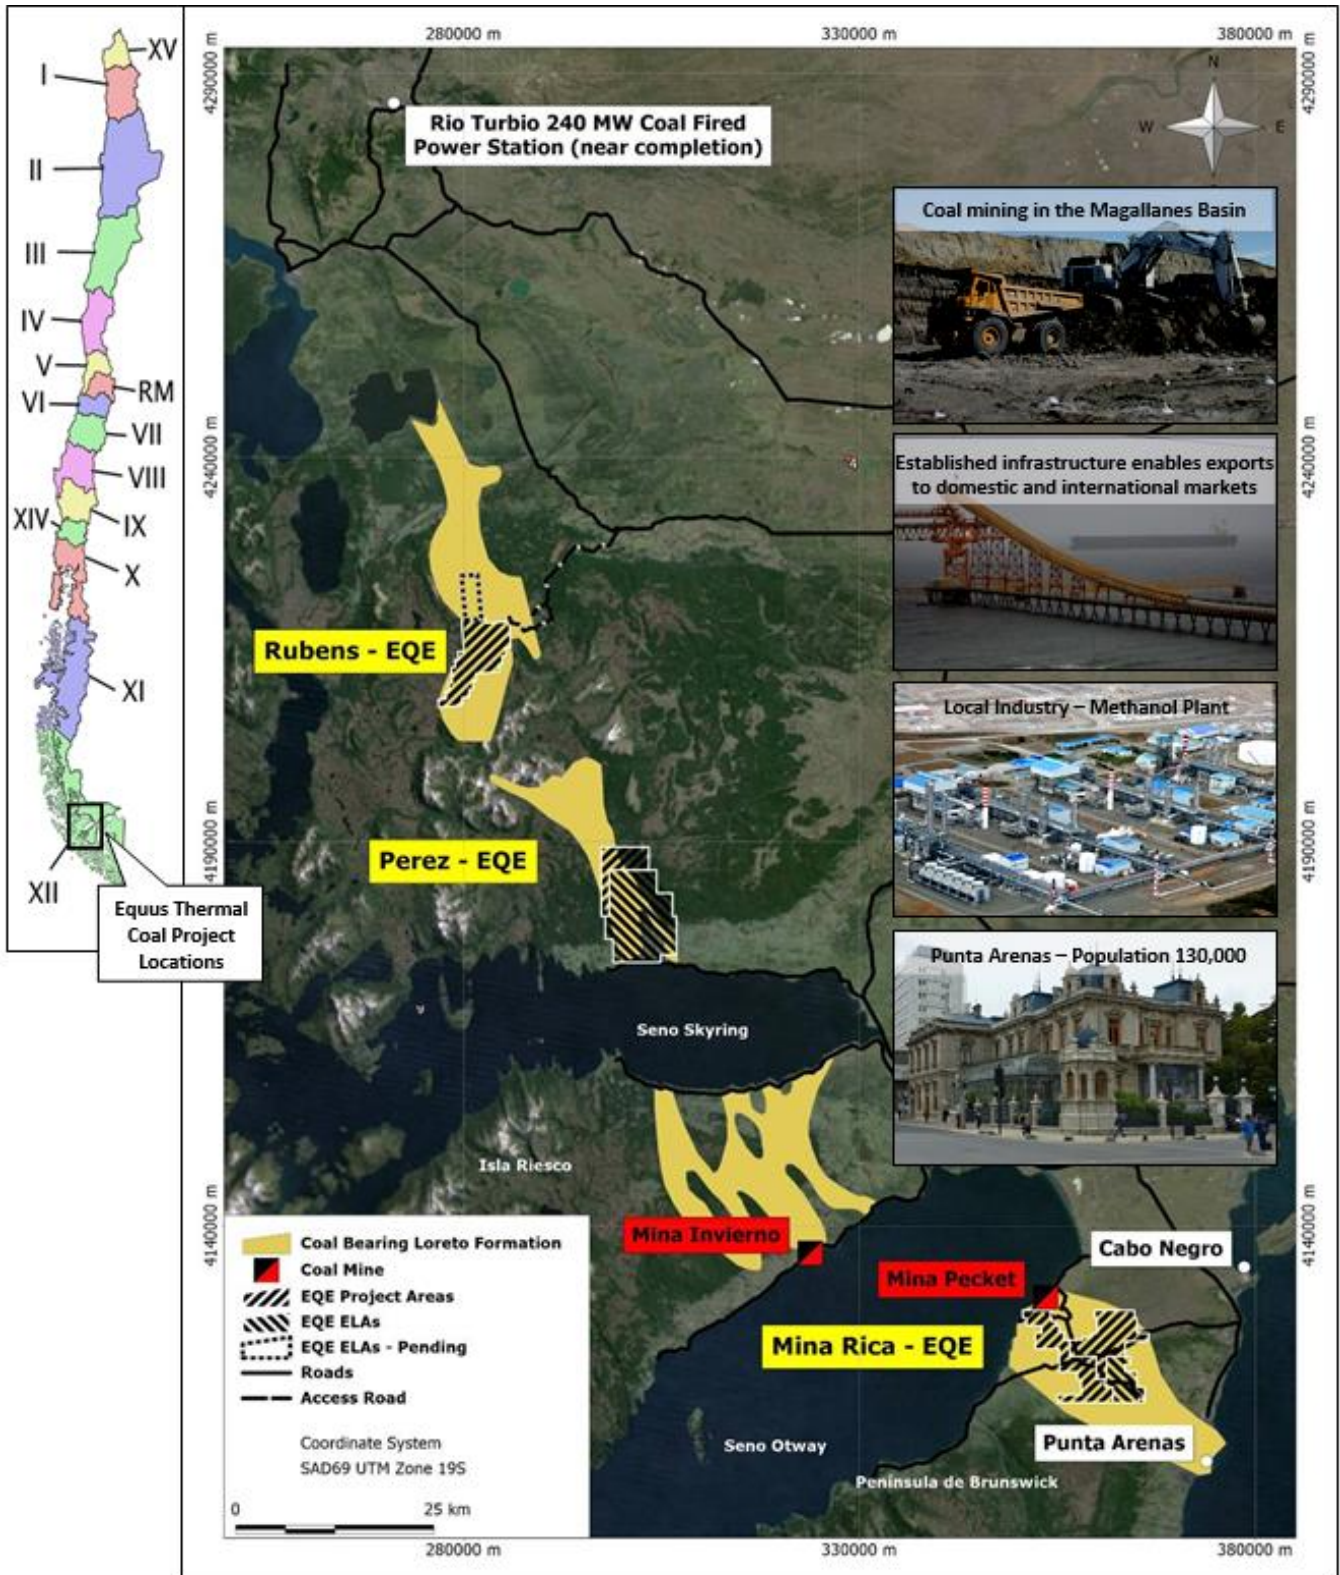 XV
I
II
III
IV
V
RM
VI
VII
VIII
XIV
IX
X
XI
XII
Equus Thermal
Coal Project
Locations
280000 m
330000 m
380000 m
4290000 m
4290000 m
N
W
E
Rio Turbio 240 MW Coal Fired
Power Station (near completion)
Coal mining in the Magallanes Basin
4240000 m
4240000 m
Established infrastructure enables exports
to domestic and international markets
Rubens - EQE
Local Industry – Methanol Plant
4190000 m
4190000 m
Perez - EQE
Punta Arenas – Population 130,000
Seno Skyring
Isla Riesco
4140000 m
4140000 m
Mina Invierno
Cabo Negro
Mina Pecket
Mina Rica - EQE
Punta Arenas
Seno Otway
Peninsula de Brunswick
Coal Bearing Loreto Formation
Coal Mine
EQE Project Areas
EQE ELAs
EQE ELAs - Pending
Roads
Access Road
Coordinate System
SAD69 UTM Zone 19S
0
25 km
280000 m
330000 m
380000 m